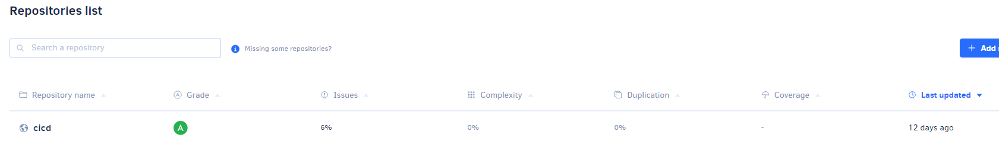 Repositories list
Search a repository
Missing some repositories?
Add
Repository name Grade Issues Complexity Duplication Coverage Last updated
cicd A 6% 0% 0% - 12 days ago